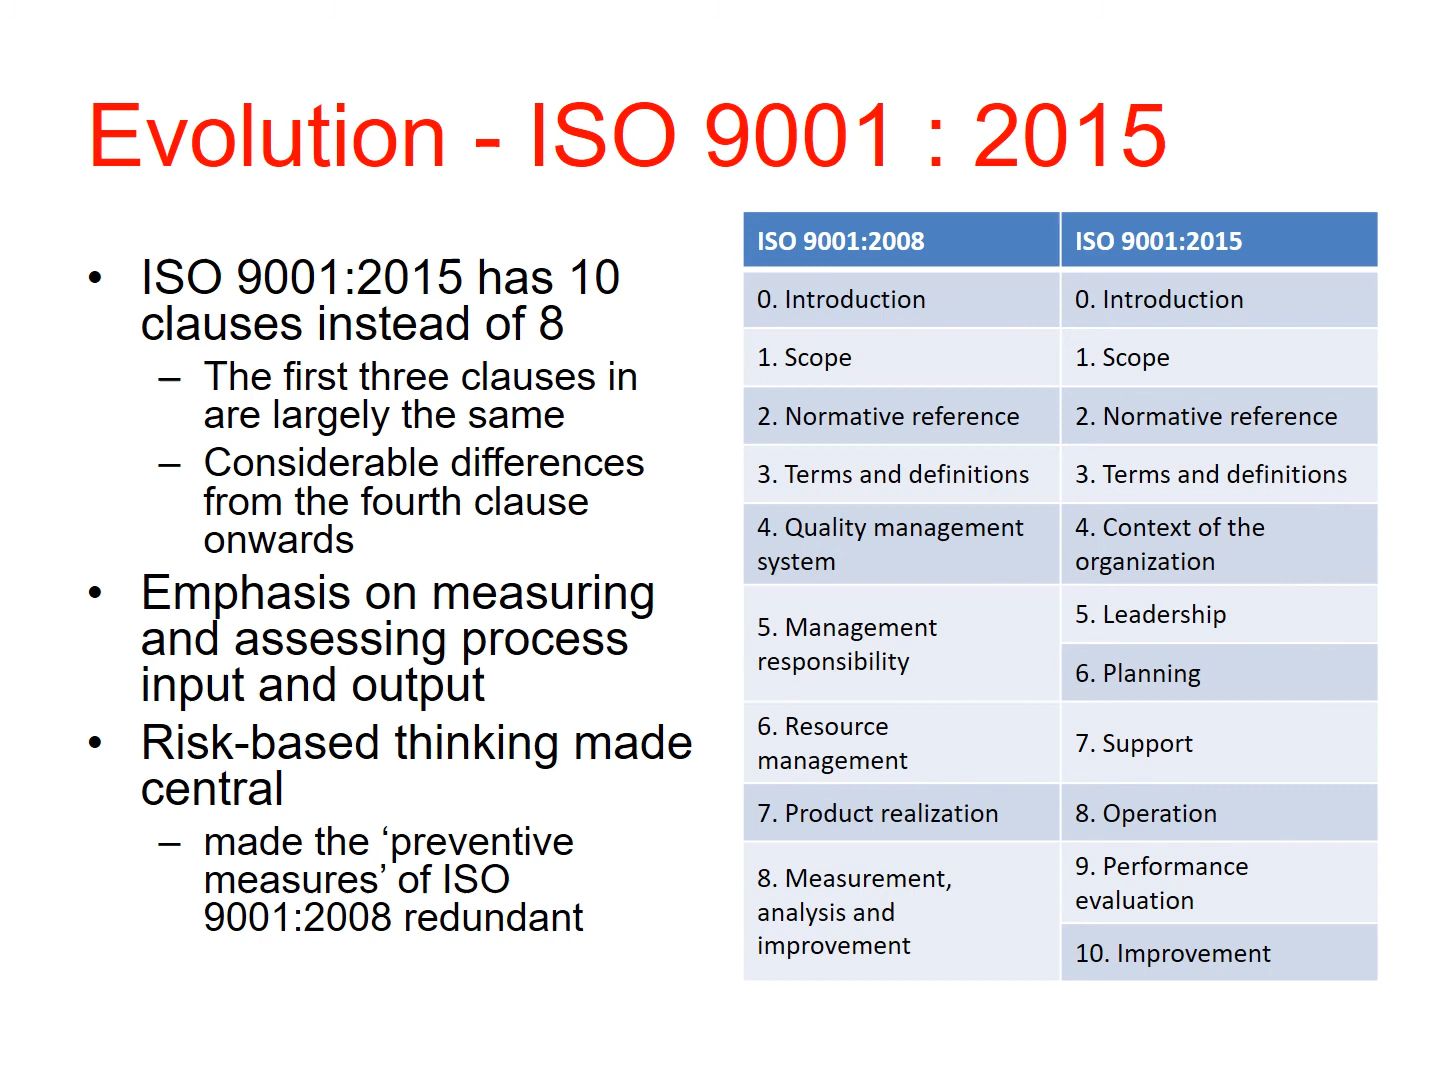 Evolution - ISO 9001 : 2015
• ISO 9001:2015 has 10
clauses instead of 8
– The first three clauses in
are largely the same
– Considerable differences
from the fourth clause
onwards
• Emphasis on measuring
and assessing process
input and output
• Risk-based thinking made
central
– made the ‘preventive
measures’ of ISO
9001:2008 redundant
ISO 9001:2008 ISO 9001:2015
0. Introduction 0. Introduction
1. Scope 1. Scope
2. Normative reference 2. Normative reference
3. Terms and definitions 3. Terms and definitions
4. Quality management
system
4. Context of the
organization
5. Management
responsibility
5. Leadership
6. Planning
6. Resource
management
7. Support
7. Product realization 8. Operation
8. Measurement,
analysis and
improvement
9. Performance
evaluation
10. Improvement